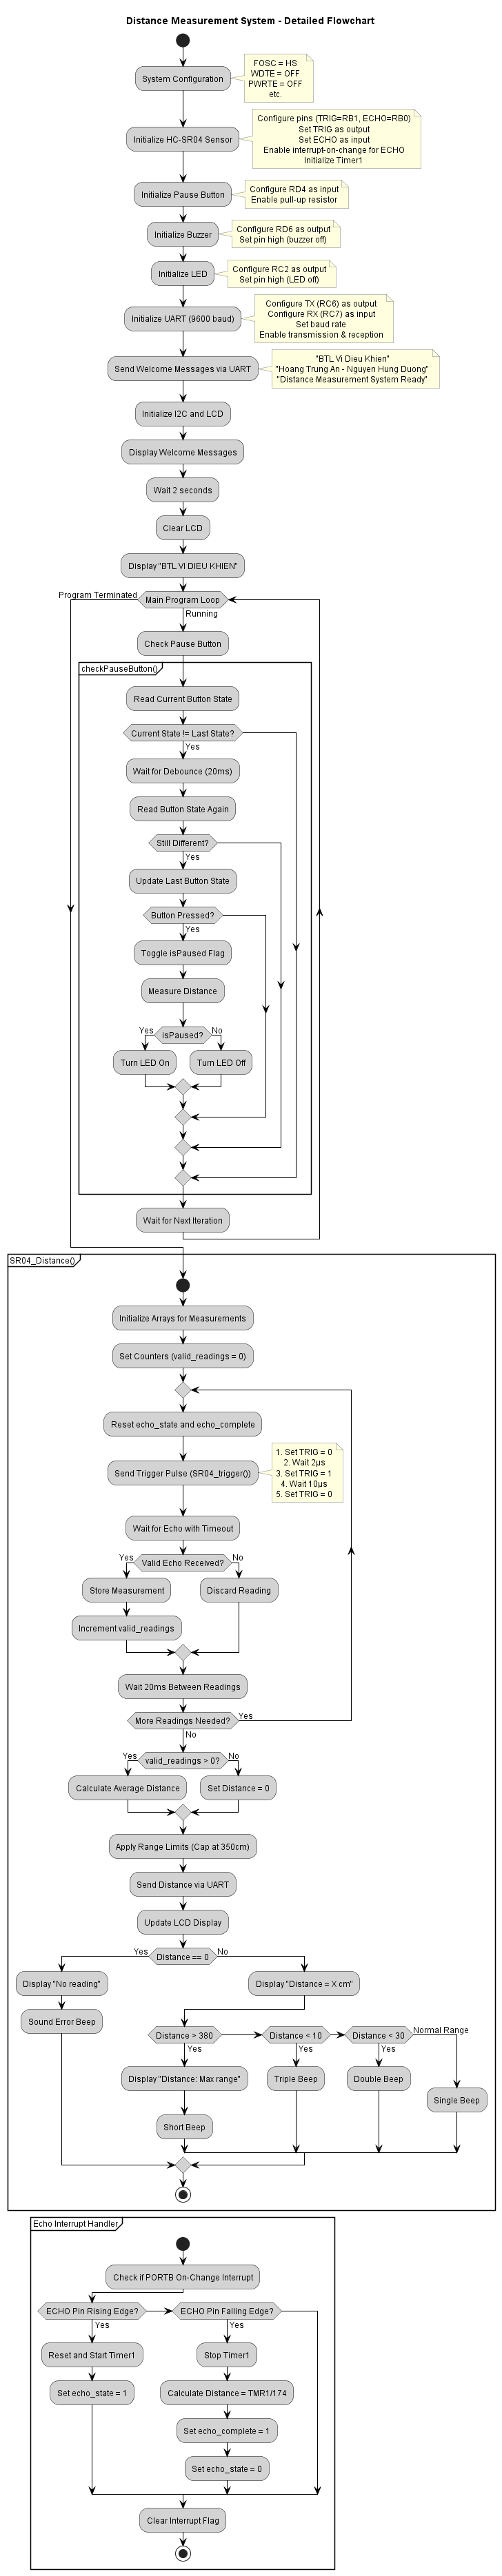 Distance Measurement System - Detailed Flowchart
System Configuration
FOSC = HS
WDTE = OFF
PWRTE = OFF
etc.
Initialize HC-SR04 Sensor
Configure pins (TRIG=RB1, ECHO=RB0)
Set TRIG as output
Set ECHO as input
Enable interrupt-on-change for ECHO
Initialize Timer1
Initialize Pause Button
Configure RD4 as input
Enable pull-up resistor
Initialize Buzzer
Configure RD6 as output
Set pin high (buzzer off)
Initialize LED
Configure RC2 as output
Set pin high (LED off)
Initialize UART (9600 baud)
Configure TX (RC6) as output
Configure RX (RC7) as input
Set baud rate
Enable transmission & reception
Send Welcome Messages via UART
"BTL Vi Dieu Khien"
"Hoang Trung An - Nguyen Hung Duong"
"Distance Measurement System Ready"
Initialize I2C and LCD
Display Welcome Messages
Wait 2 seconds
Clear LCD
Display "BTL VI DIEU KHIEN"
Program Terminated
Main Program Loop
Running
Check Pause Button
checkPauseButton()
Read Current Button State
Current State != Last State?
Yes
Wait for Debounce (20ms)
Read Button State Again
Still Different?
Yes
Update Last Button State
Button Pressed?
Yes
Toggle isPaused Flag
Measure Distance
Yes
isPaused?
No
Turn LED On
Turn LED Off
Wait for Next Iteration
SR04_Distance()
Initialize Arrays for Measurements
Set Counters (valid_readings = 0)
Reset echo_state and echo_complete
Send Trigger Pulse (SR04_trigger())
1. Set TRIG = 0
2. Wait 2μs
3. Set TRIG = 1
4. Wait 10μs
5. Set TRIG = 0
Wait for Echo with Timeout
Yes
Valid Echo Received?
No
Store Measurement
Discard Reading
Increment valid_readings
Wait 20ms Between Readings
More Readings Needed?
Yes
No
Yes
valid_readings > 0?
No
Calculate Average Distance
Set Distance = 0
Apply Range Limits (Cap at 350cm)
Send Distance via UART
Update LCD Display
Yes
Distance == 0
No
Display "No reading"
Display "Distance = X cm"
Sound Error Beep
Distance > 380
Distance < 10
Distance < 30
Normal Range
Yes
Yes
Yes
Display "Distance: Max range"
Triple Beep
Double Beep
Single Beep
Short Beep
Echo Interrupt Handler
Check if PORTB On-Change Interrupt
ECHO Pin Rising Edge?
ECHO Pin Falling Edge?
Yes
Yes
Reset and Start Timer1
Stop Timer1
Set echo_state = 1
Calculate Distance = TMR1/174
Set echo_complete = 1
Set echo_state = 0
Clear Interrupt Flag